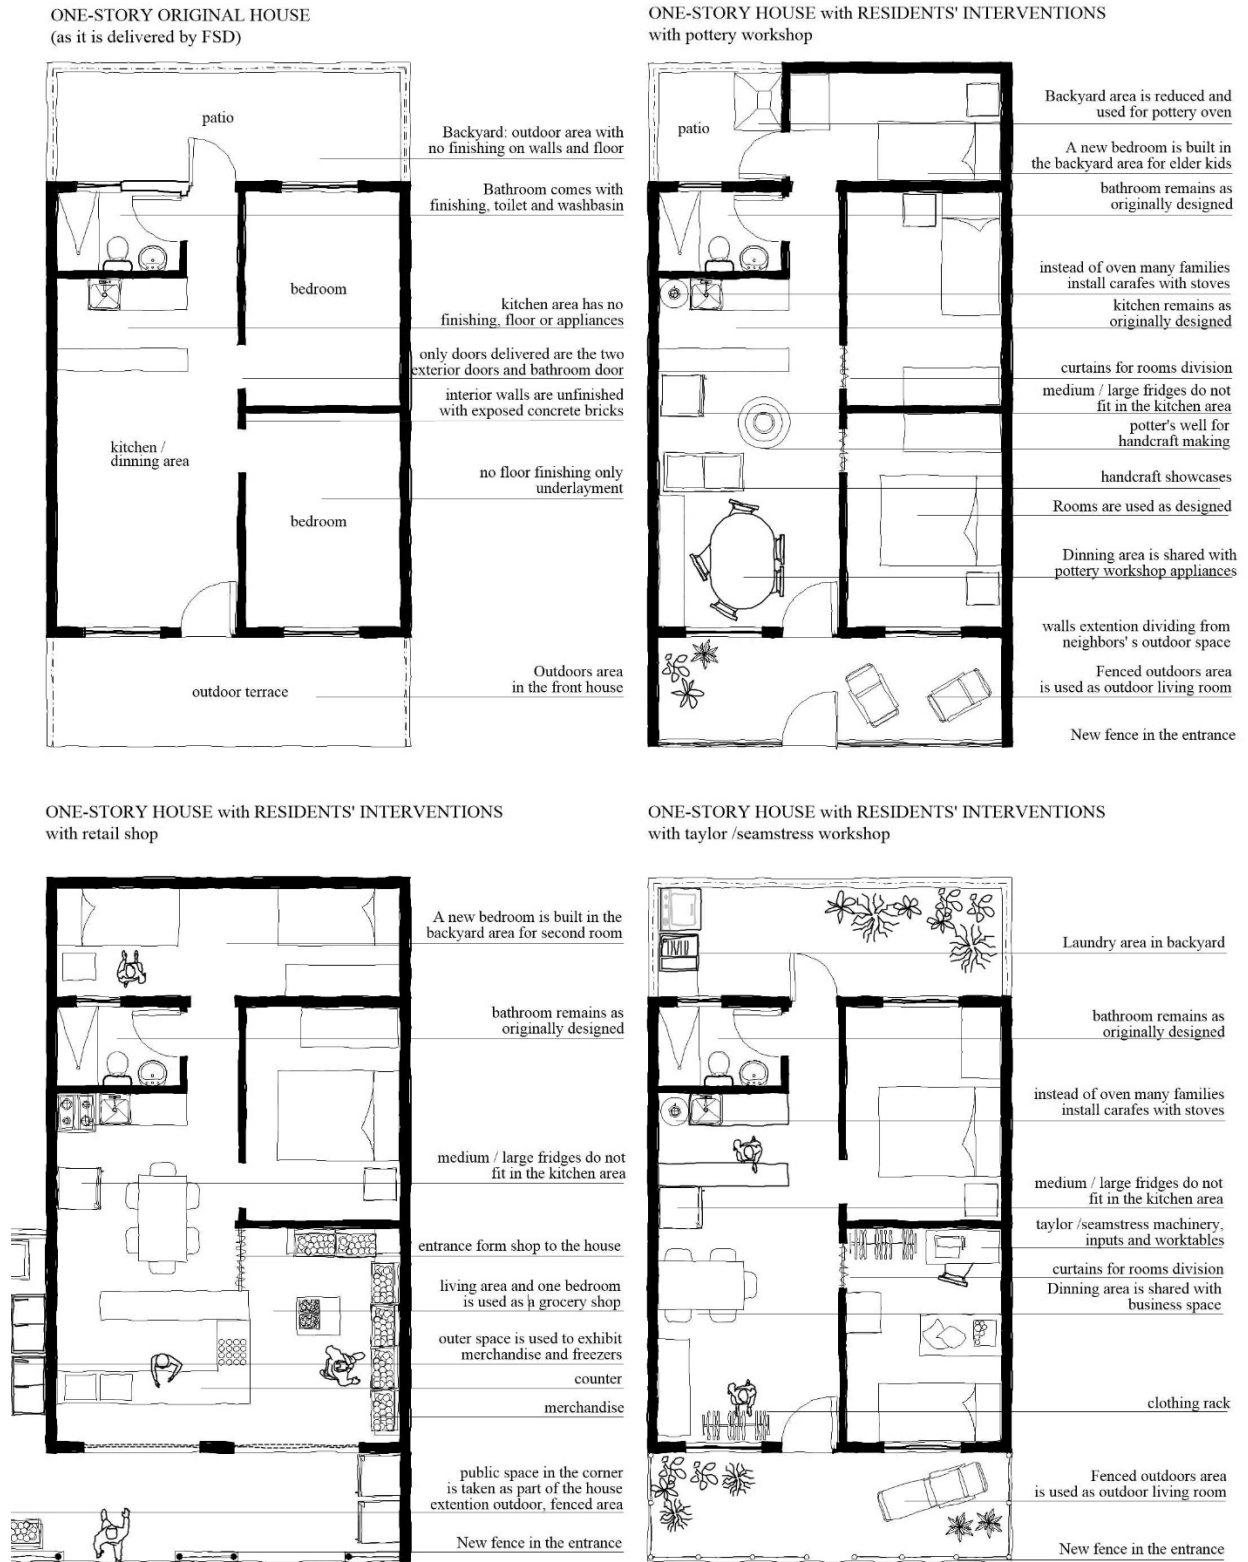 ONE-STORY ORIGINAL HOUSE
(as it is delivered by FSD)
patio
Backyard: outdoor area with
no finishing on walls and floor
Bathroom comes with
finishing, toilet and washbasin
bedroom
kitchen area has no
finishing, floor or appliances
only doors delivered are the two
exterior doors and bathroom door
interior walls are unfinished
with exposed concrete bricks
kitchen /
dinning area
no floor finishing only
underlayment
bedroom
Outdoors area
in the front house
outdoor terrace
ONE-STORY HOUSE with RESIDENTS' INTERVENTIONS
with pottery workshop
patio
Backyard area is reduced and
used for pottery oven
A new bedroom is built in
the backyard area for elder kids
bathroom remains as
originally designed
instead of oven many families
install carafes with stoves
kitchen remains as
originally designed
curtains for rooms division
medium / large fridges do not
fit in the kitchen area
potter's well for
handcraft making
handcraft showcases
Rooms are used as designed
Dinning area is shared with
pottery workshop appliances
walls extention dividing from
neighbors' s outdoor space
Fenced outdoors area
is used as outdoor living room
New fence in the entrance
ONE-STORY HOUSE with RESIDENTS' INTERVENTIONS
with retail shop
A new bedroom is built in the
backyard area for second room
bathroom remains as
originally designed
medium / large fridges do not
fit in the kitchen area
entrance form shop to the house
living area and one bedroom
is used as a grocery shop
outer space is used to exhibit
merchandise and freezers
counter
merchandise
public space in the corner
is taken as part of the house
extention outdoor, fenced area
New fence in the entrance
ONE-STORY HOUSE with RESIDENTS' INTERVENTIONS
with taylor /seamstress workshop
Laundry area in backyard
bathroom remains as
originally designed
instead of oven many families
install carafes with stoves
medium / large fridges do not
fit in the kitchen area
taylor /seamstress machinery,
inputs and worktables
curtains for rooms division
Dinning area is shared with
business space
clothing rack
Fenced outdoors area
is used as outdoor living room
New fence in the entrance